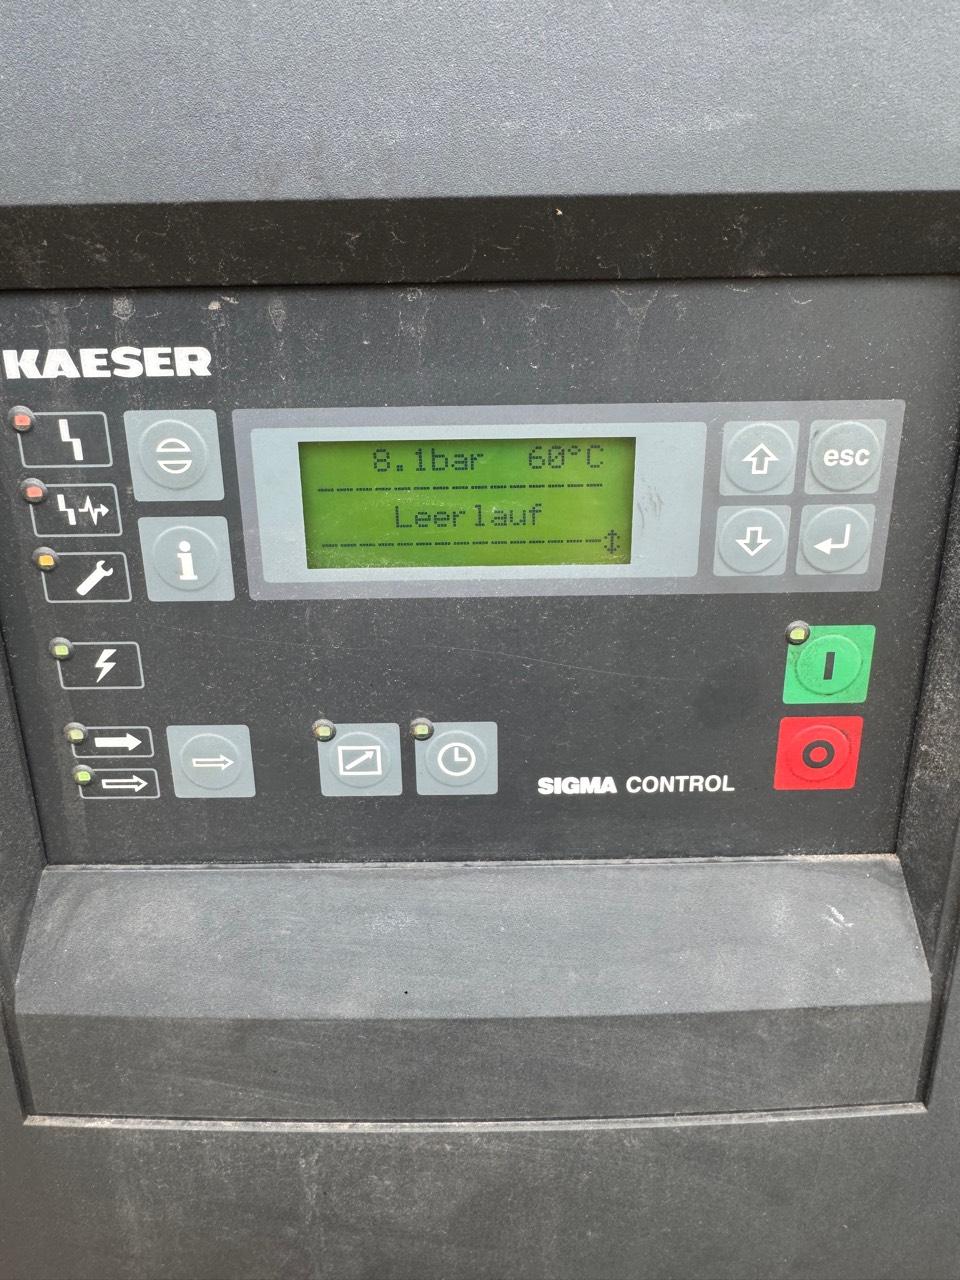 KAESER
8.1bar 60°C
Leerlauf
esc
i
I
O
SIGMA CONTROL